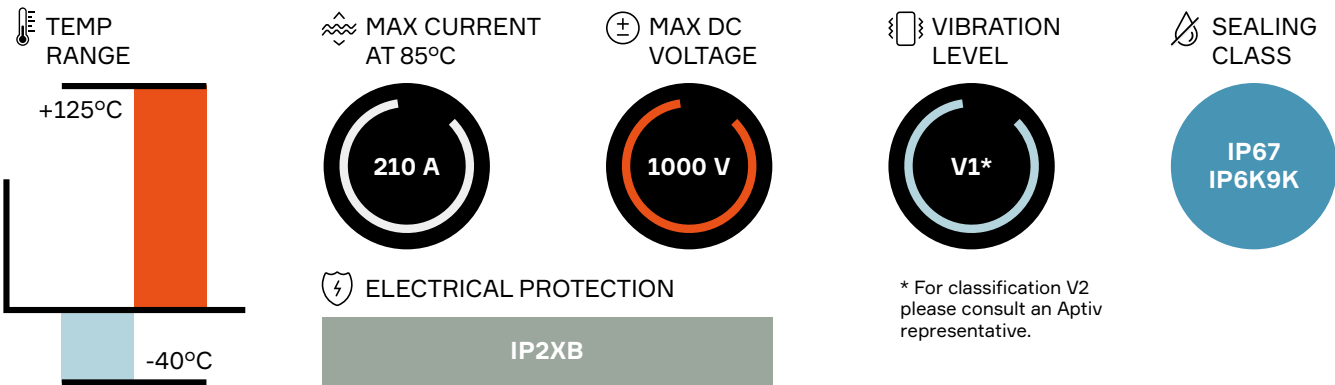 TEMP
RANGE
+125°C
-40°C
MAX CURRENT
AT 85°C
210 A
MAX DC
VOLTAGE
1000 V
ELECTRICAL PROTECTION
IP2XB
VIBRATION
LEVEL
V1*
* For classification V2
please consult an Aptiv
representative.
SEALING
CLASS
IP67
IP6K9K